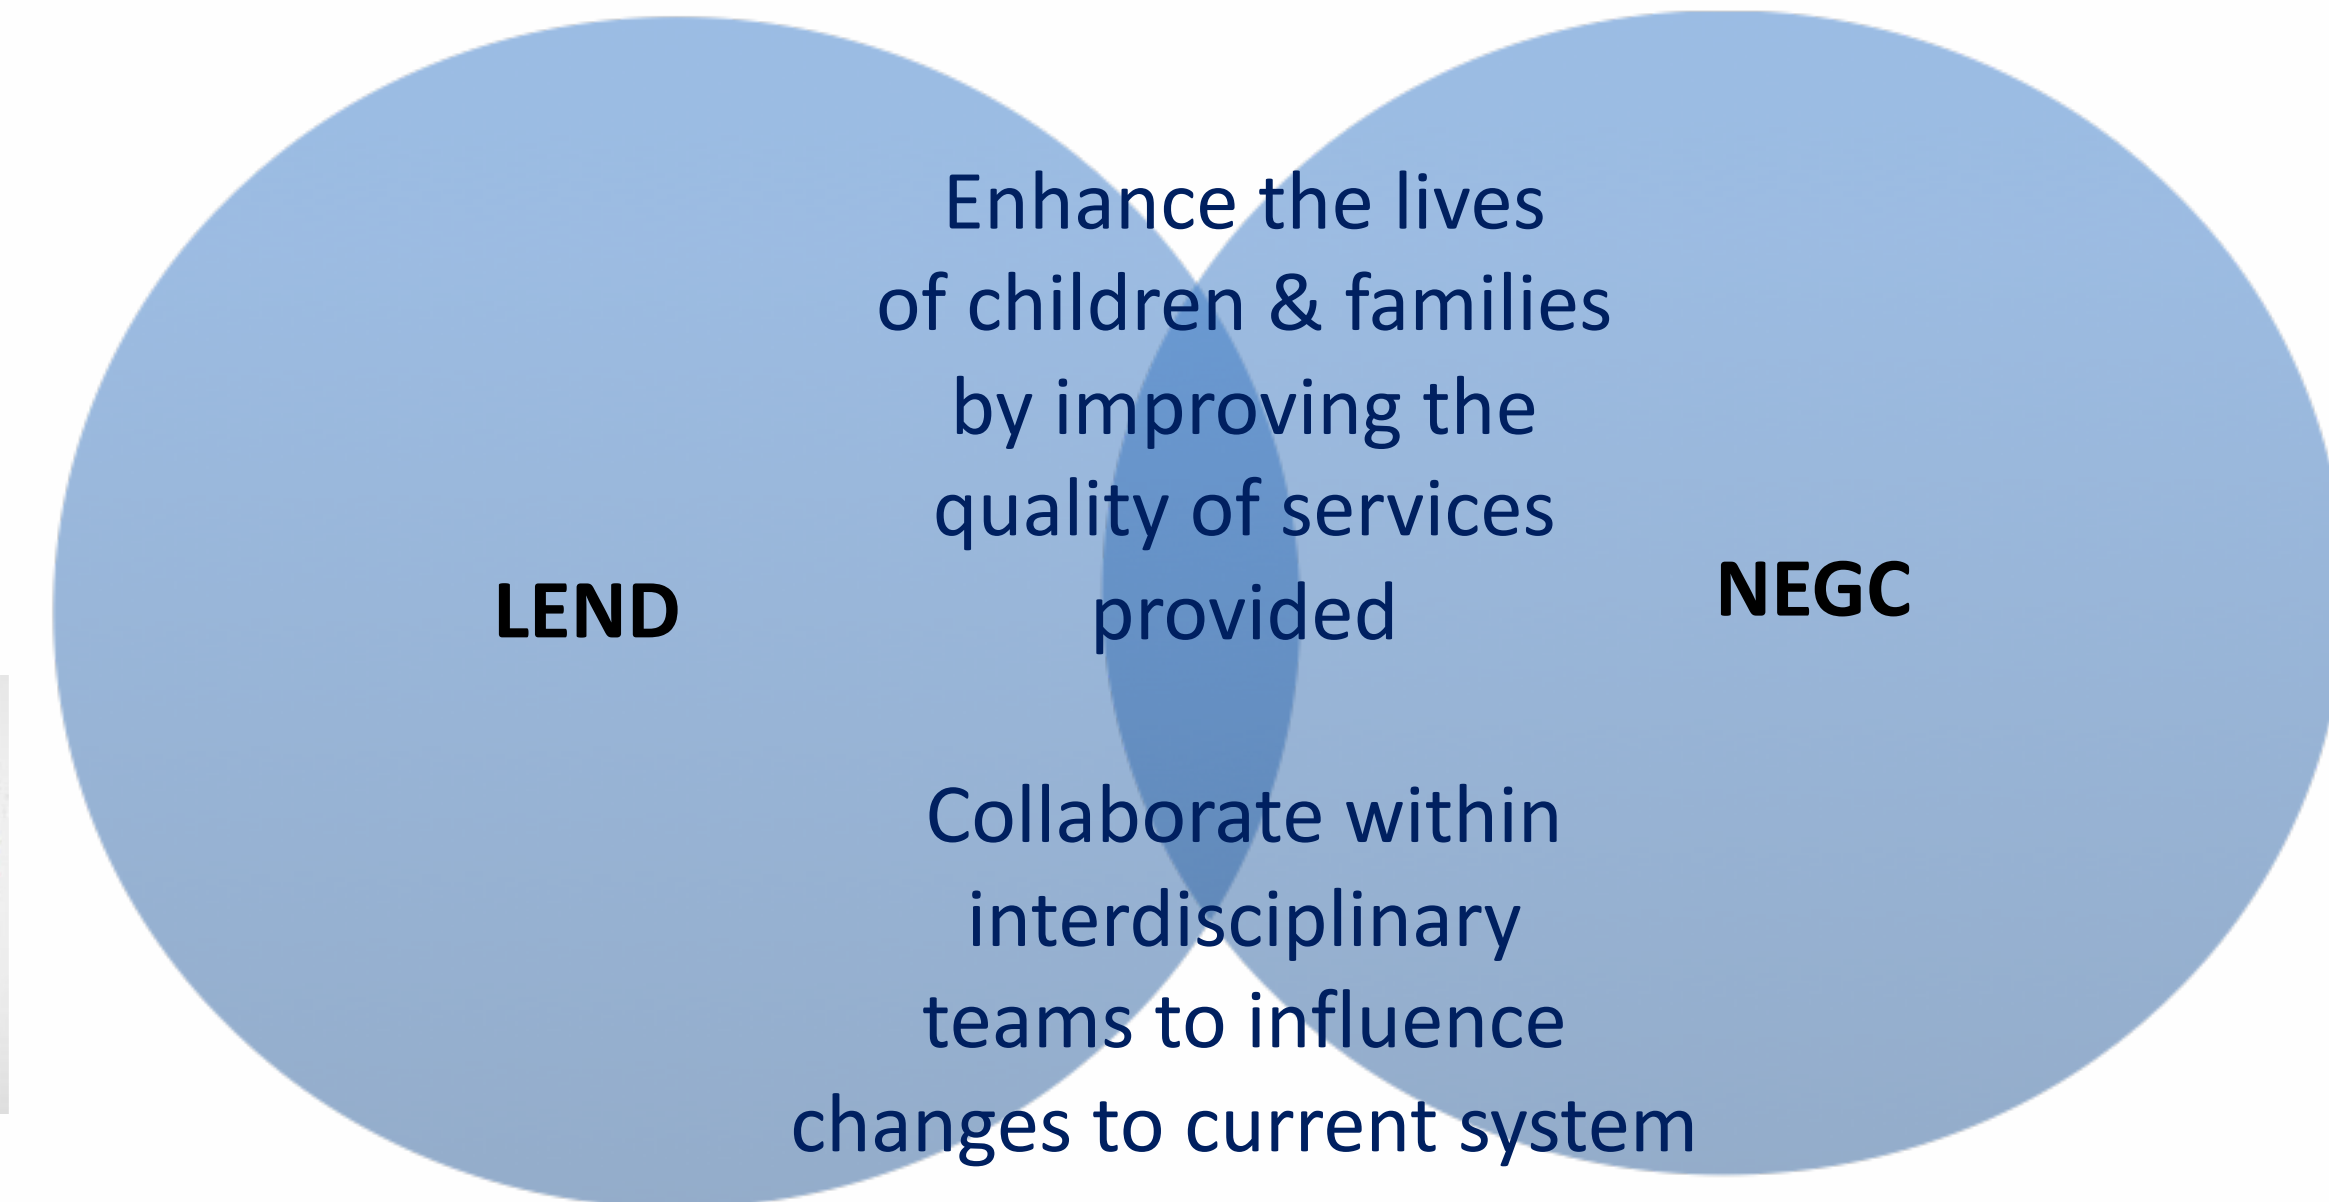 Enhance the lives
of children & families
by improving the
quality of services
provided
LEND
NEGC
Collaborate within
interdisciplinary
teams to influence
changes to current system